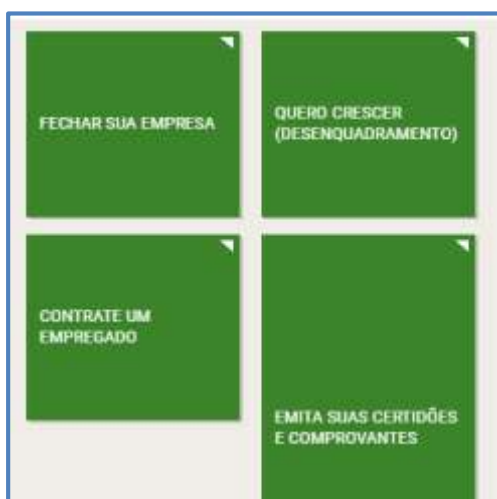 FECHAR SUA EMPRESA
QUERO CRESCER
(DESENQUADRAMENTO)
CONTRATE UM
EMPREGADO
EMITA SUAS CERTIDÕES
E COMPROVANTES